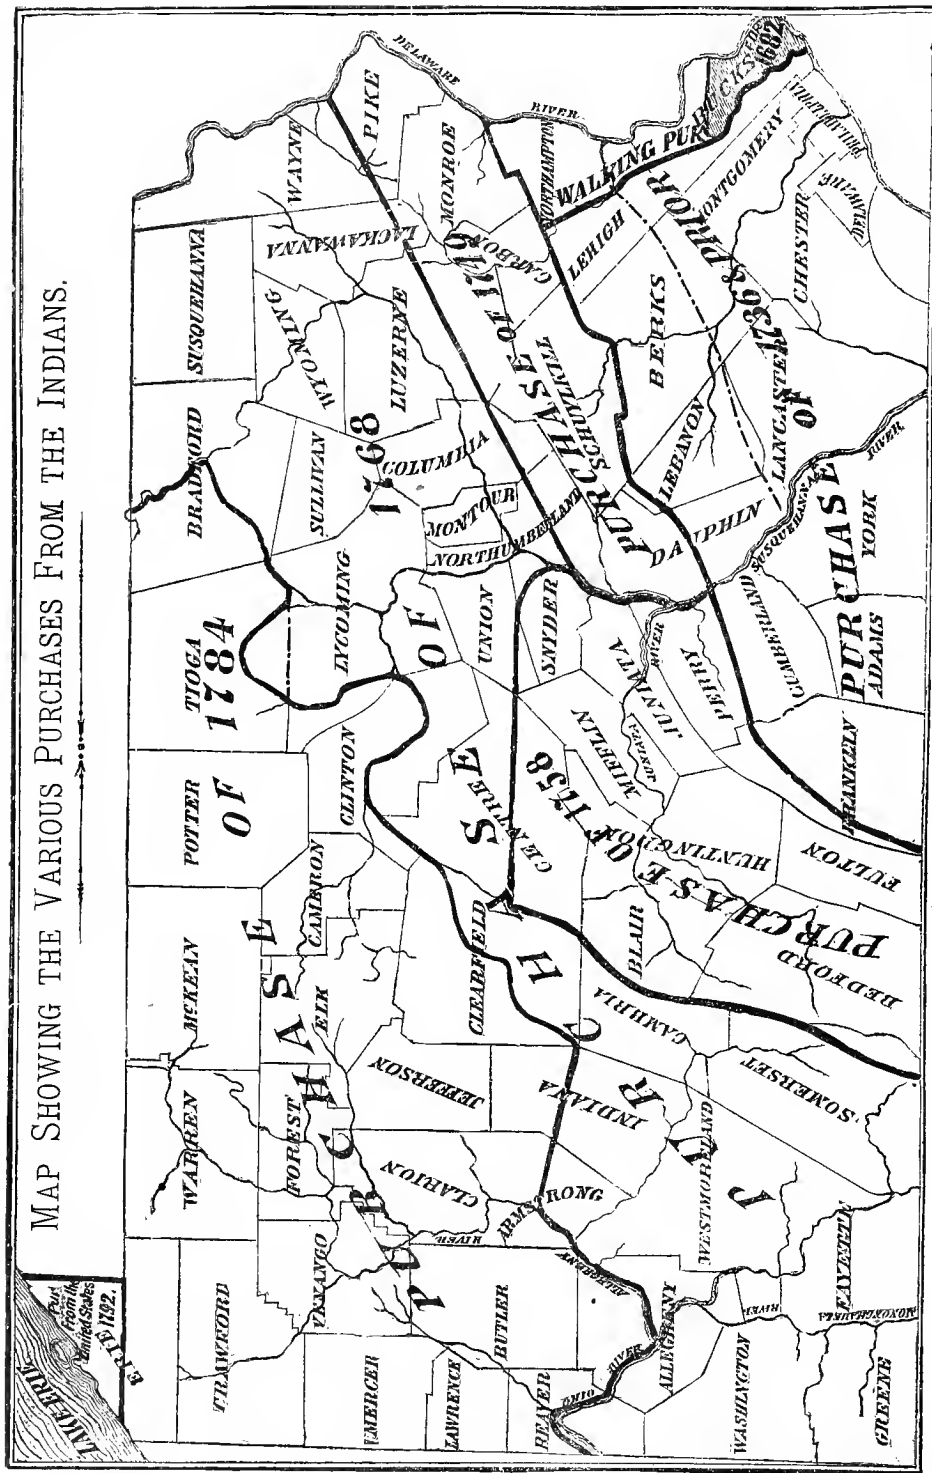 MAP SHOWING THE VARIOUS PURCHASES FROM THE INDIANS.
LAKE ERIE
Pur.
From the
United States
1792.
ERIE
CRAWFORD
WARREN
McKEAN
POTTER
TIOGA
BRADFORD
SUSQUEHANNA
WAYNE
PIKE
DELAWARE
RIVER
MERCER
VENANGO
FOREST
ELK
CAMERON
CLINTON
LYCOMING
SULLIVAN
WYOMING
LACKAWANNA
LUZERNE
MONROE
CARBON
NORTHAMPTON
LAWRENCE
BUTLER
BEAVER
CLARION
JEFFERSON
CLEARFIELD
CENTRE
UNION
SNYDER
MONTOUR
NORTHUMBERLAND
COLUMBIA
SCHUYLKILL
LEHIGH
BERKS
ARMSTRONG
INDIANA
CAMBRIA
BLAIR
HUNTINGDON
MIFFLIN
JUNIATA
PERRY
DAUPHIN
LEBANON
LANCASTER
MONTGOMERY
BUCKS
PHILADELPHIA
DELAWARE
CHESTER
ALLEGHANY
WESTMORELAND
SOMERSET
BEDFORD
FULTON
FRANKLIN
CUMBERLAND
ADAMS
YORK
WASHINGTON
GREENE
FAYETTE
ALLEGHENY
RIVER
OHIO
RIVER
MONONGAHELA
RIVER
JUNIATA
RIVER
SUSQUEHANNA
RIVER
PURCHASE
OF
1784
PURCHASE
OF
1768
PURCHASE
OF 1758
PURCHASE OF 1749
WALKING PUR.
PURCHASE
OF
1736 & PRIOR
1682